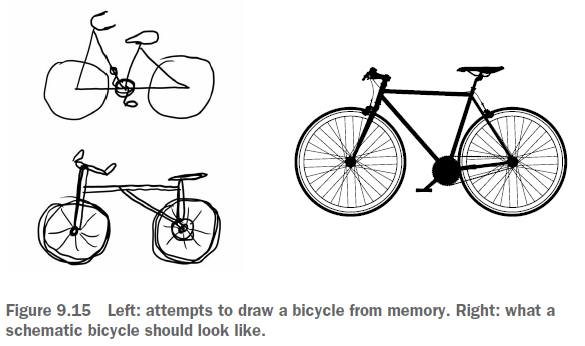 Figure 9.15 Left: attempts to draw a bicycle from memory. Right: what a
schematic bicycle should look like.